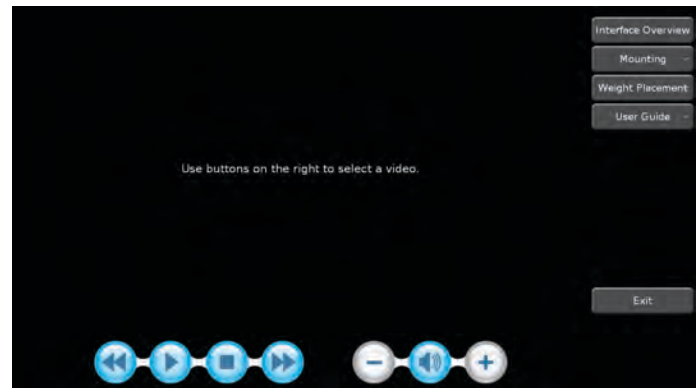 Interface Overview
Mounting
Weight Placement
User Guide
Use buttons on the right to select a video.
Exit